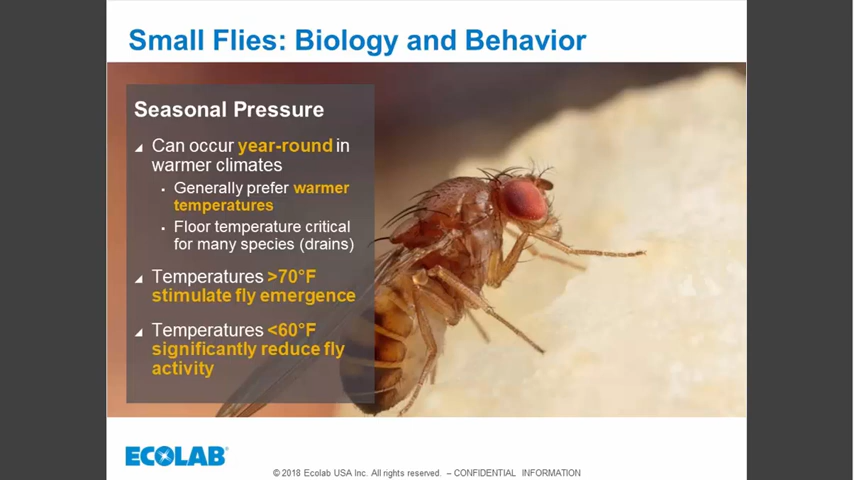 Small Flies: Biology and Behavior
Seasonal Pressure
Can occur year-round in
warmer climates
Generally prefer warmer
temperatures
Floor temperature critical
for many species (drains)
Temperatures >70°F
stimulate fly emergence
Temperatures <60°F
significantly reduce fly
activity
ECOLAB®
© 2018 Ecolab USA Inc. All rights reserved. – CONFIDENTIAL INFORMATION